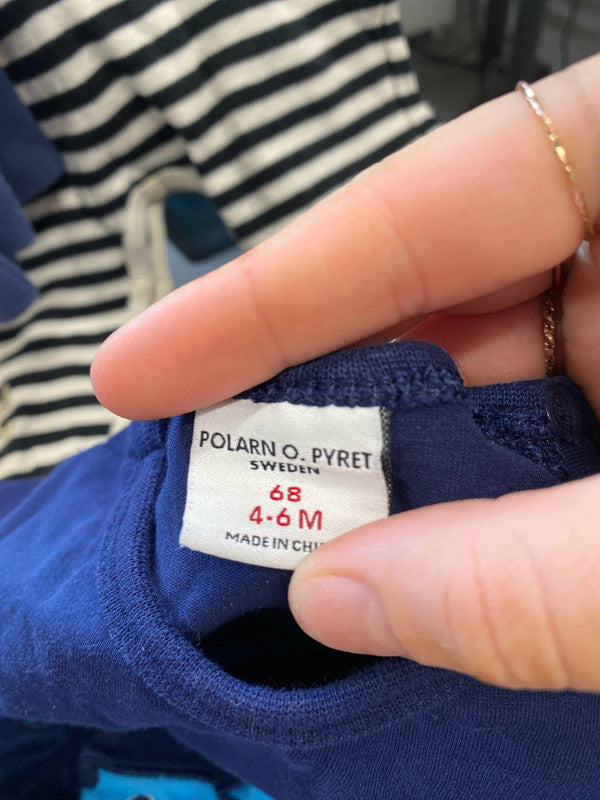 POLARN O. PYRET
SWEDEN
68
4-6 M
MADE IN